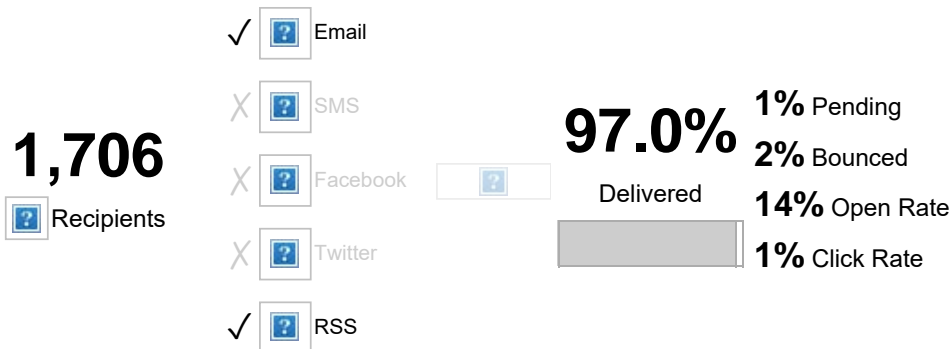 1,706
Recipients
✓ Email
X SMS
X Facebook
X Twitter
✓ RSS
97.0%
Delivered
1% Pending
2% Bounced
14% Open Rate
1% Click Rate